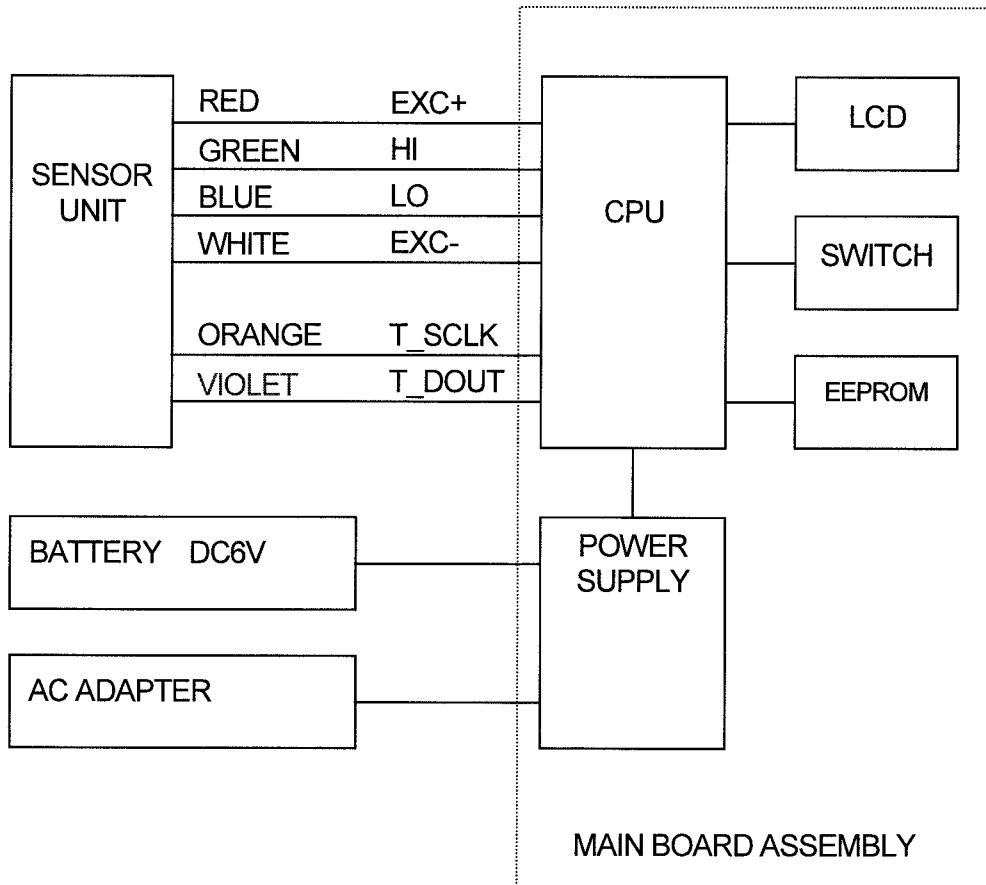 SENSOR
UNIT
RED EXC+
GREEN HI
BLUE LO
WHITE EXC-
ORANGE T_SCLK
VIOLET T_DOUT
CPU
LCD
SWITCH
EEPROM
BATTERY DC6V
AC ADAPTER
POWER
SUPPLY
MAIN BOARD ASSEMBLY